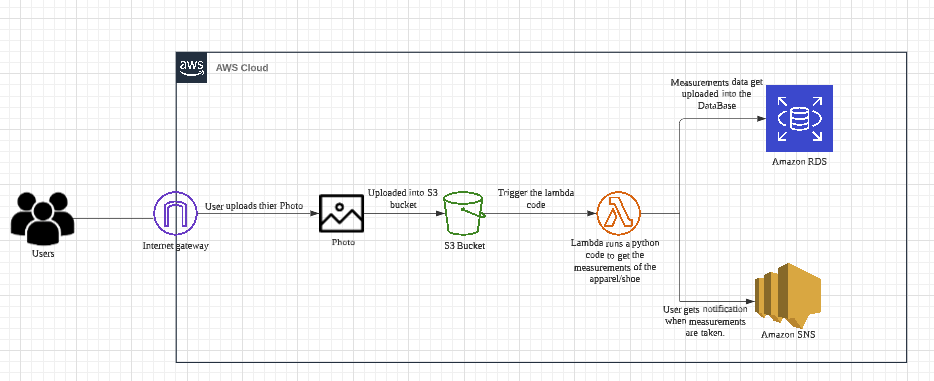 aws
AWS Cloud
Measurements data get
uploaded into the
DataBase
Amazon RDS
Users
Internet gateway
User uploads thier Photo
Photo
Uploaded into S3
bucket
S3 Bucket
Trigger the lambda
code
Lambda runs a python
code to get the
measurements of the
apparel/shoe
User gets notification
when measurements
are taken.
Amazon SNS